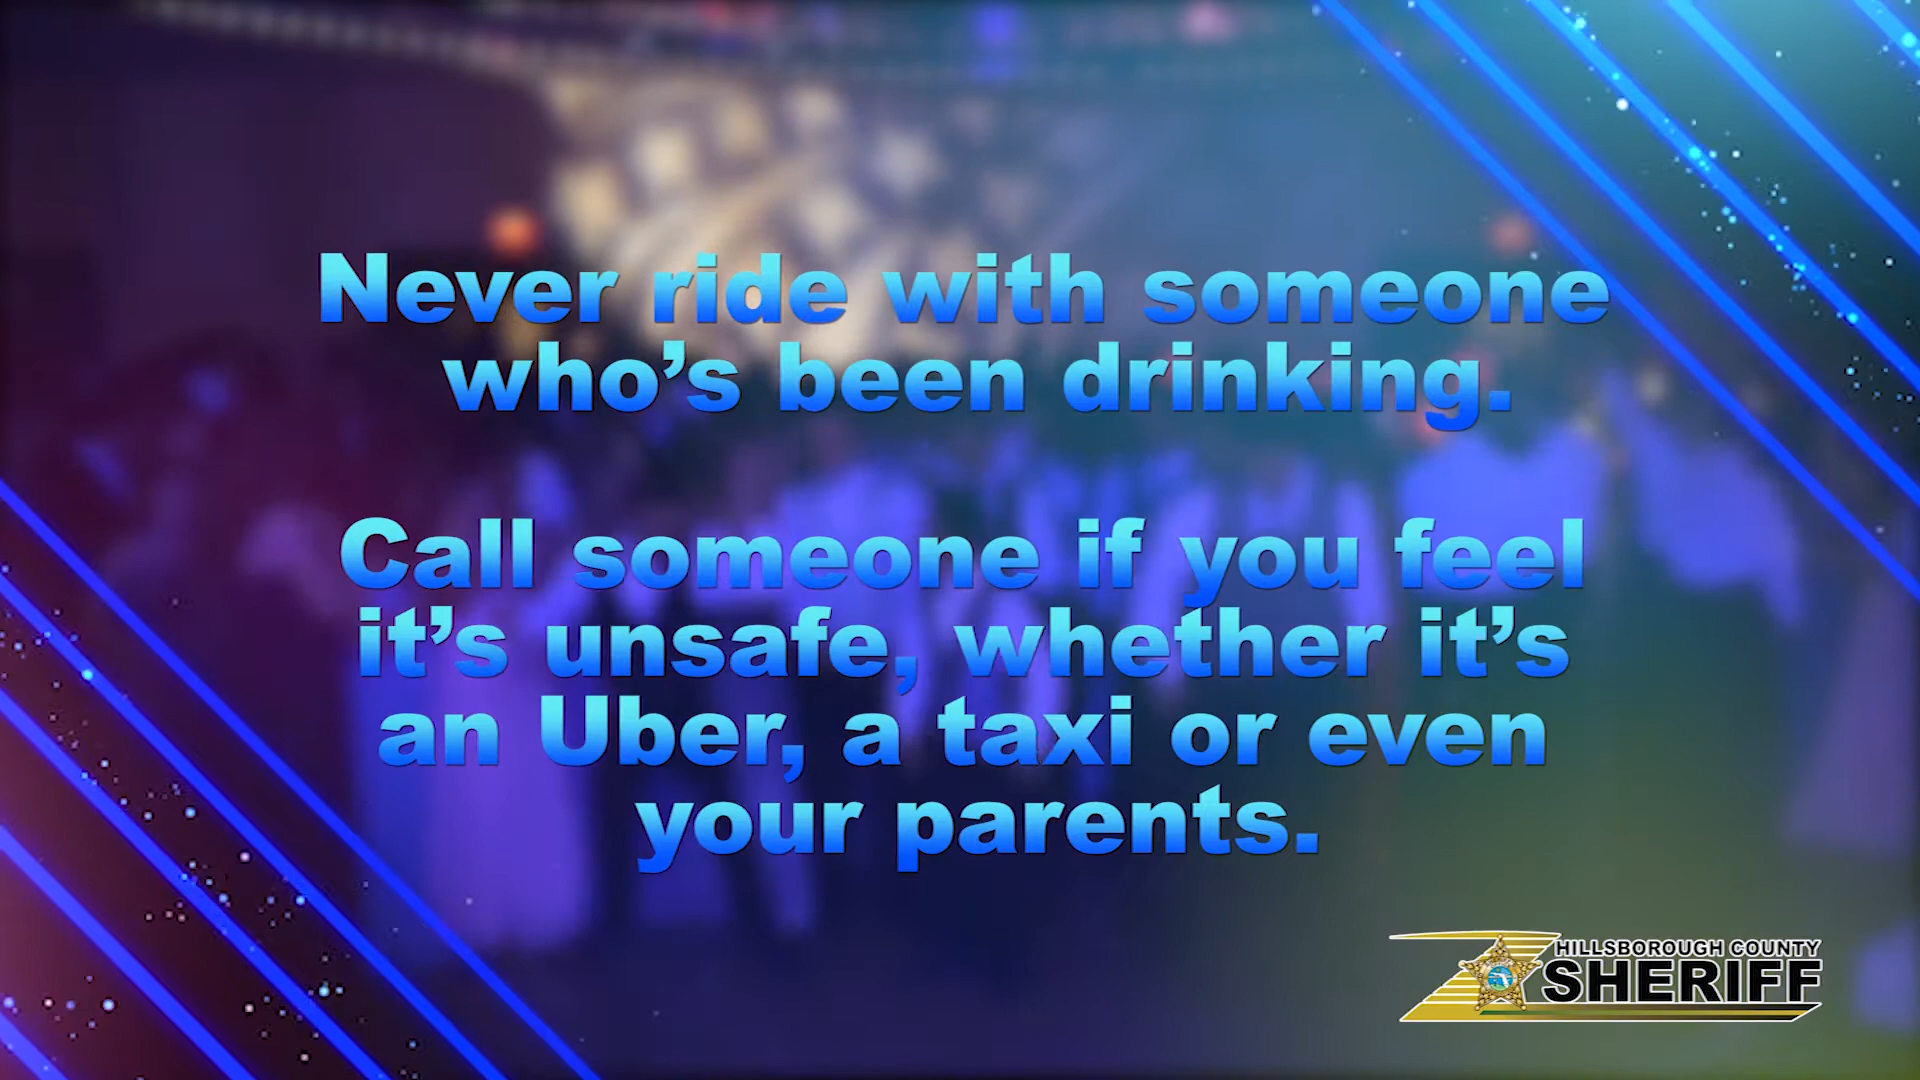 Never ride with someone
who's been drinking.
Call someone if you feel
it's unsafe, whether it's
an Uber, a taxi or even
your parents.
HILLSBOROUGH COUNTY
SHERIFF